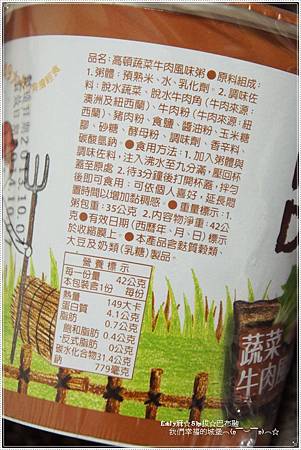 品名:高頓蔬菜牛肉風味粥●原料組成:
1.粥體:預熟米、水、乳化劑。2.調味佐
料:脫水蔬菜、脫水牛肉角(牛肉來源:
澳洲及紐西蘭)、牛肉粉(牛肉來源:紐
西蘭)、豬肉粉、食鹽、醬油粉、玉米糖
膠、砂糖、酵母粉、調味劑、香辛料、
碳酸氫鈉。●食用方法:1.加入粥體與
調味佐料,注入沸水至九分滿,壓回杯
蓋至原處 2.待3分鐘後打開杯蓋,拌勻
後即可食用;可依個人喜好,延長悶
置時間以增加黏稠感。●重量標示:1.
粥包重:35公克 2.內容物淨重:42公
克●有效日期(西曆年、月、日)標示
於收縮膜上。●本產品含麩質穀類、
大豆及奶類(乳糖)製品。
營養標示
每一份量 42公克
本包裝含1份 每份
熱量 149大卡
蛋白質 4.1公克
脂肪 0.7公克
飽和脂肪 0.4公克
反式脂肪 0公克
碳水化合物31.4公克
鈉 779毫克
蔬菜
牛肉
我們幸福的城堡